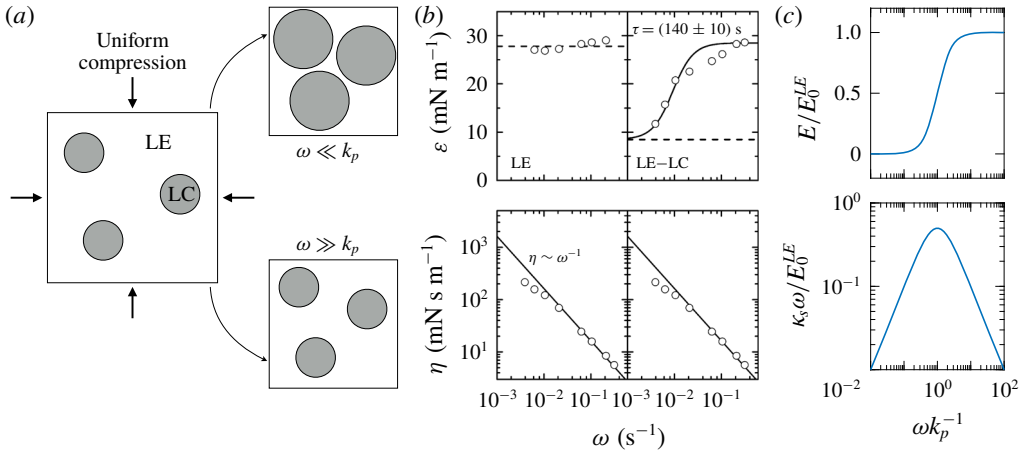 (a)
Uniform
compression
LE
LC
ω ≪ k_p
ω ≫ k_p
(b)
ε (mN m⁻¹)
40
30
20
10
0
LE
τ = (140 ± 10) s
LE−LC
η (mN s m⁻¹)
10³
10²
10¹
η ∼ ω⁻¹
10⁻³ 10⁻² 10⁻¹ 10⁻³ 10⁻² 10⁻¹
ω (s⁻¹)
(c)
E/E₀^{LE}
1.0
0.5
0
κ_sω/E₀^{LE}
10⁰
10⁻¹
10⁻²
10⁰ 10²
ωk_p⁻¹